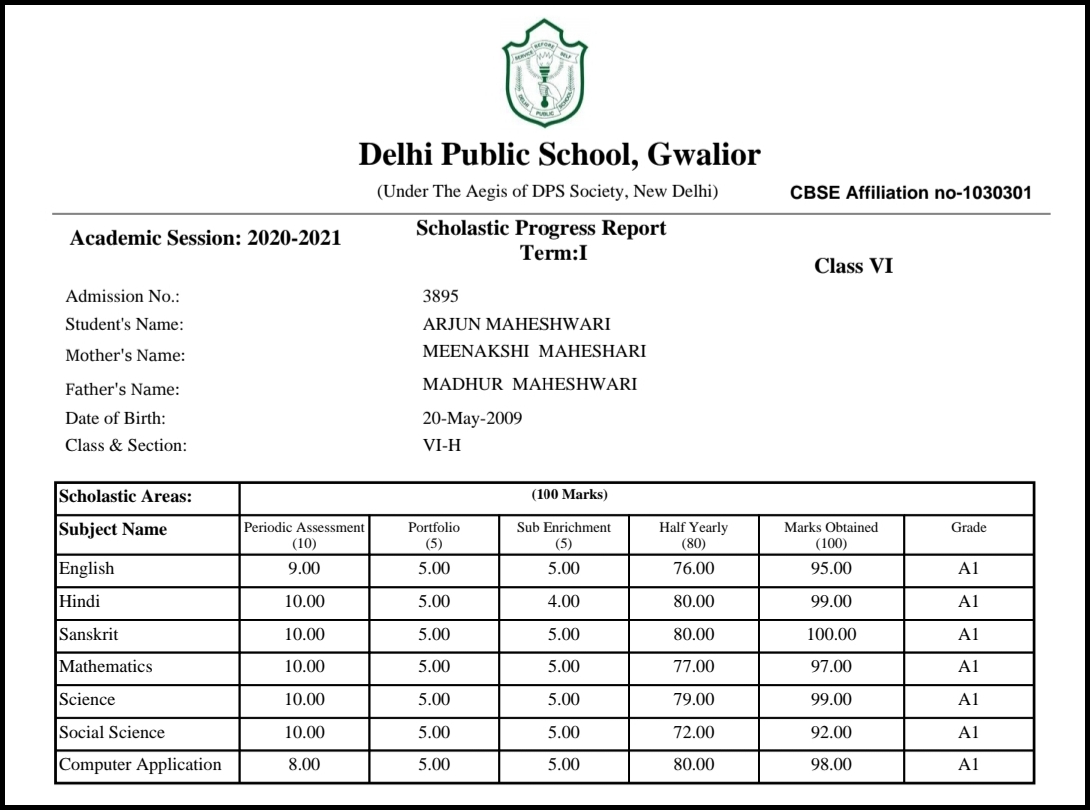 SERVICE BEFORE SELF
DELHI PUBLIC SCHOOL
Delhi Public School, Gwalior
(Under The Aegis of DPS Society, New Delhi)
CBSE Affiliation no-1030301
Academic Session: 2020-2021
Scholastic Progress Report
Term:I
Class VI
Admission No.: 3895
Student's Name: ARJUN MAHESHWARI
Mother's Name: MEENAKSHI MAHESHARI
Father's Name: MADHUR MAHESHWARI
Date of Birth: 20-May-2009
Class & Section: VI-H
Scholastic Areas: (100 Marks)
Subject Name Periodic Assessment Portfolio Sub Enrichment Half Yearly Marks Obtained Grade
(10) (5) (5) (80) (100)
English 9.00 5.00 5.00 76.00 95.00 A1
Hindi 10.00 5.00 4.00 80.00 99.00 A1
Sanskrit 10.00 5.00 5.00 80.00 100.00 A1
Mathematics 10.00 5.00 5.00 77.00 97.00 A1
Science 10.00 5.00 5.00 79.00 99.00 A1
Social Science 10.00 5.00 5.00 72.00 92.00 A1
Computer Application 8.00 5.00 5.00 80.00 98.00 A1